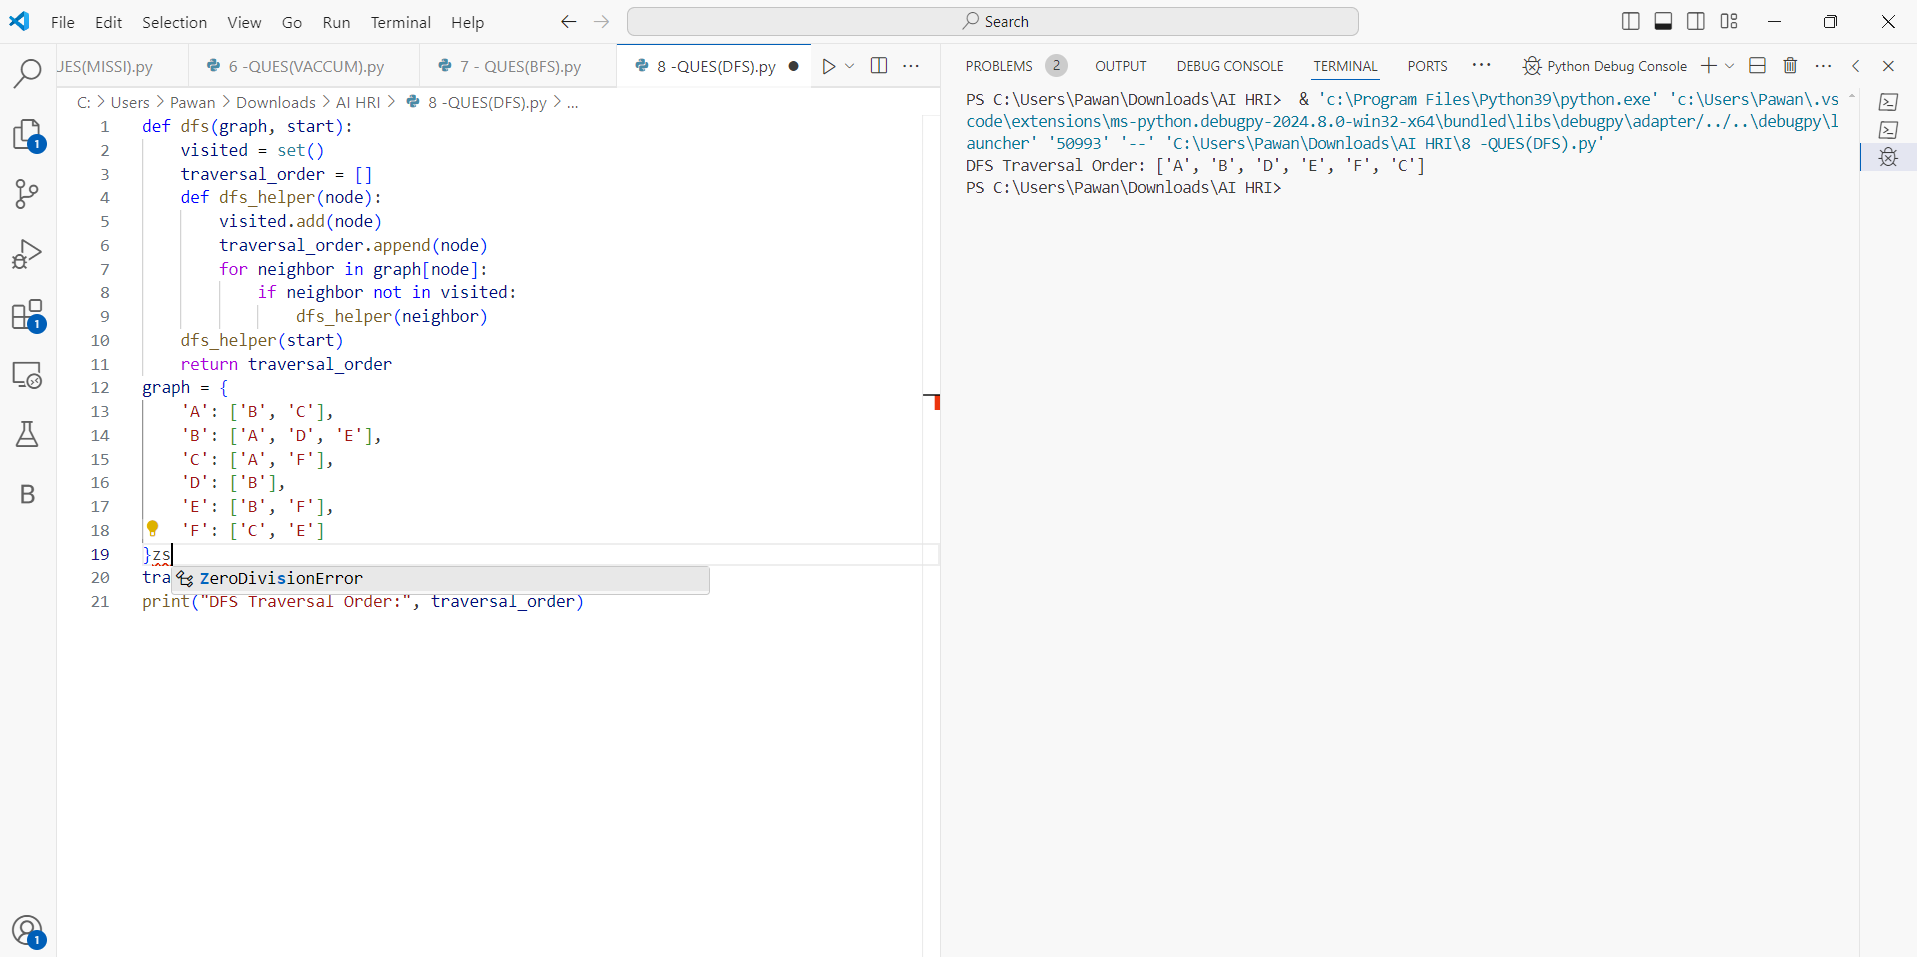 File Edit Selection View Go Run Terminal Help
Search
UES(MISSI).py
6 -QUES(VACCUM).py
7 - QUES(BFS).py
8 -QUES(DFS).py
C: > Users > Pawan > Downloads > AI HRI > 8 -QUES(DFS).py > ...
1 def dfs(graph, start):
2     visited = set()
3     traversal_order = []
4     def dfs_helper(node):
5         visited.add(node)
6         traversal_order.append(node)
7         for neighbor in graph[node]:
8             if neighbor not in visited:
9                 dfs_helper(neighbor)
10     dfs_helper(start)
11     return traversal_order
12 graph = {
13     'A': ['B', 'C'],
14     'B': ['A', 'D', 'E'],
15     'C': ['A', 'F'],
16     'D': ['B'],
17     'E': ['B', 'F'],
18     'F': ['C', 'E']
19 }zs
20 tra
ZeroDivisionError
21 print("DFS Traversal Order:", traversal_order)
1
1
B
1
PROBLEMS 2 OUTPUT DEBUG CONSOLE TERMINAL PORTS ... Python Debug Console
PS C:\Users\Pawan\Downloads\AI HRI>  & 'c:\Program Files\Python39\python.exe' 'c:\Users\Pawan\.vs
code\extensions\ms-python.debugpy-2024.8.0-win32-x64\bundled\libs\debugpy\adapter/../..\debugpy\l
auncher' '50993' '--' 'C:\Users\Pawan\Downloads\AI HRI\8 -QUES(DFS).py'
DFS Traversal Order: ['A', 'B', 'D', 'E', 'F', 'C']
PS C:\Users\Pawan\Downloads\AI HRI>